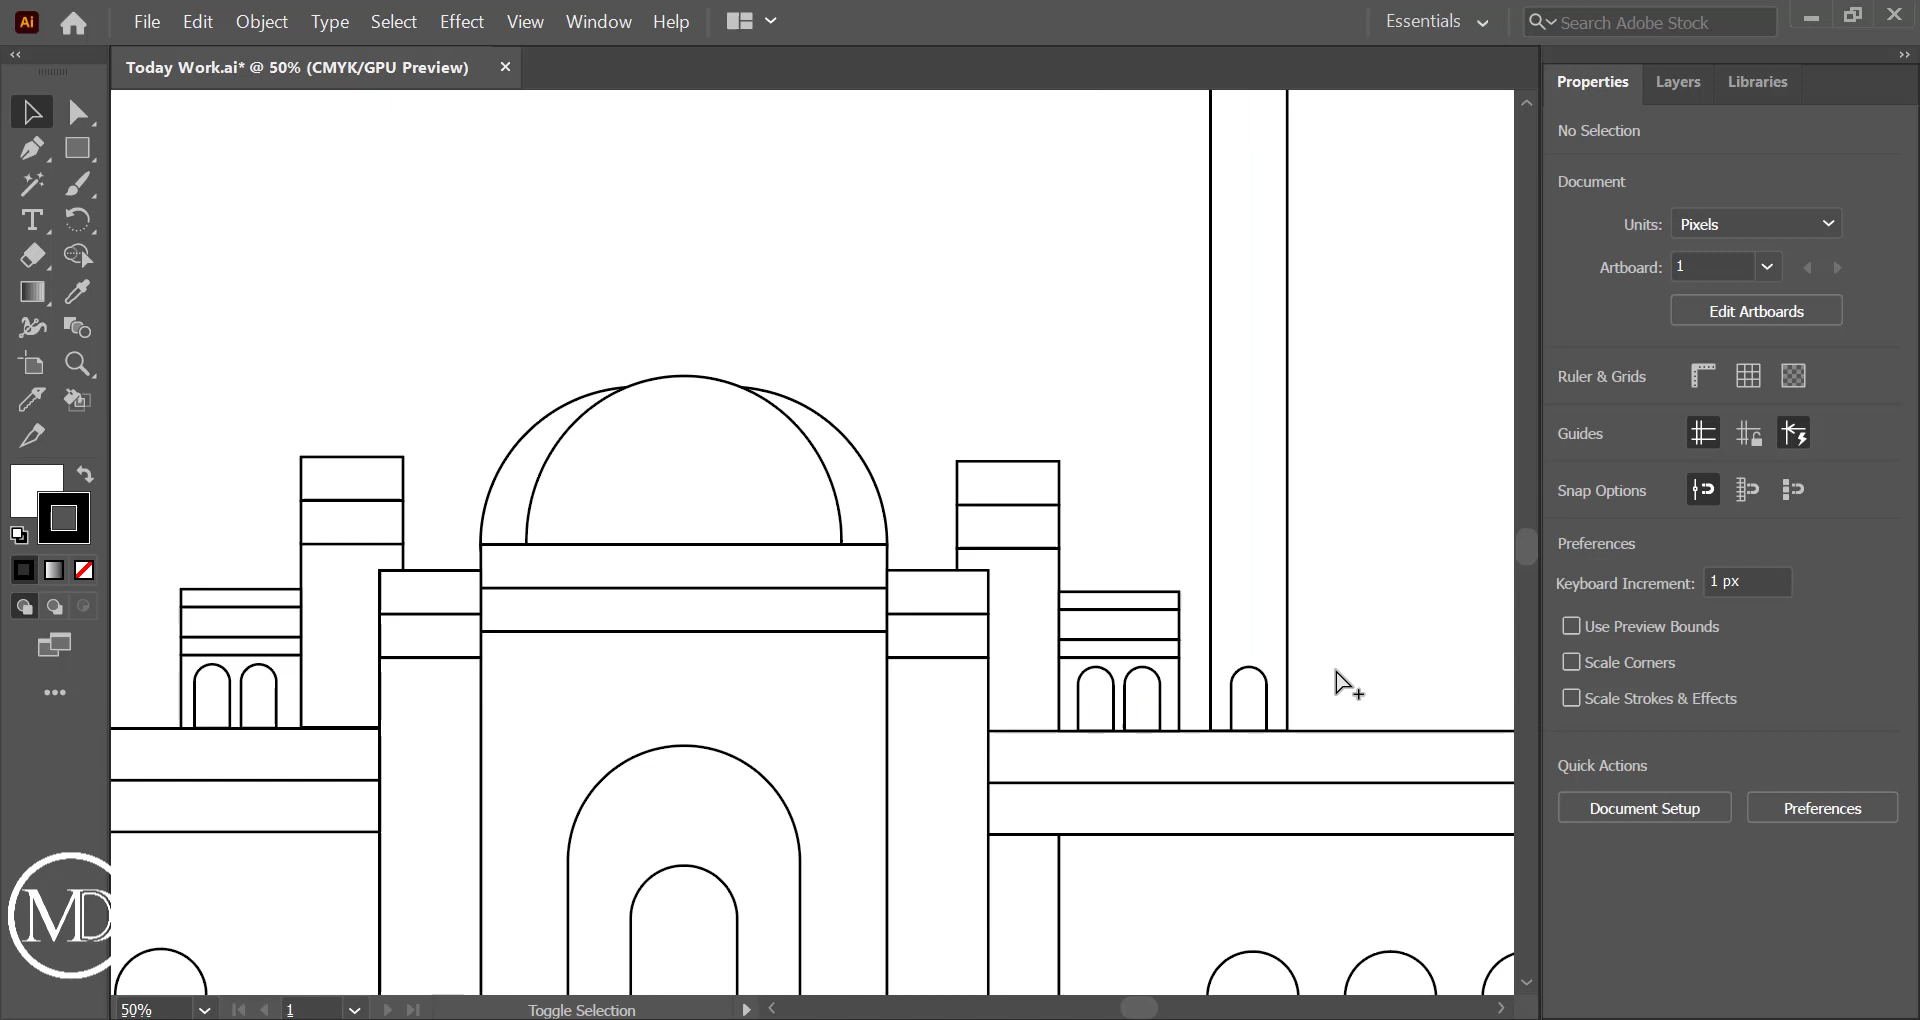 Ai File Edit Object Type Select Effect View Window Help Essentials Search Adobe Stock
Today Work.ai* @ 50% (CMYK/GPU Preview)
Properties Layers Libraries
No Selection
Document
Units: Pixels
Artboard: 1
Edit Artboards
Ruler & Grids
Guides
Snap Options
Preferences
Keyboard Increment: 1 px
Use Preview Bounds
Scale Corners
Scale Strokes & Effects
Quick Actions
Document Setup Preferences
MD
50% 1 Toggle Selection